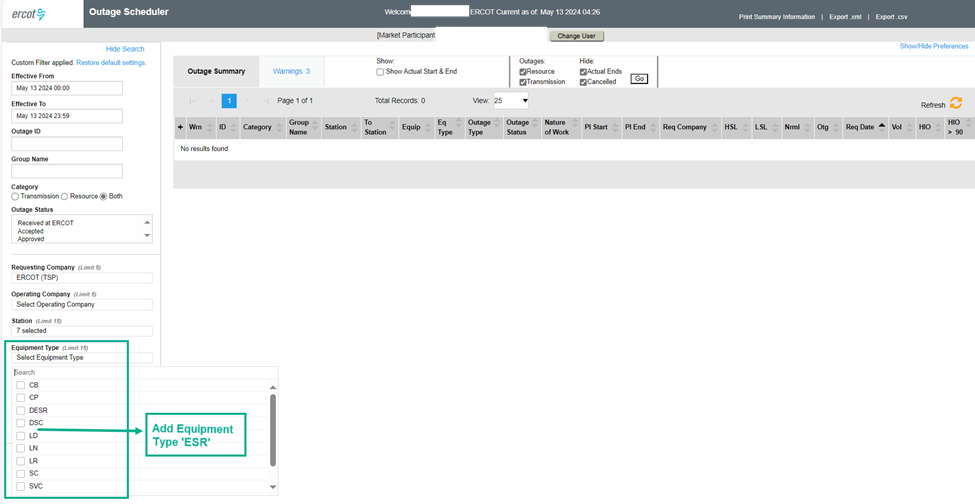 ercot
Outage Scheduler
Welcome
ERCOT Current as of: May 13 2024 04:26
Print Summary Information | Export .xml | Export .csv
[Market Participant
Change User
Hide Search
Show/Hide Preferences
Custom Filter applied. Restore default settings.
Effective From
May 13 2024 00:00
Effective To
May 13 2024 23:59
Outage ID
Group Name
Category
Transmission Resource Both
Outage Status
Received at ERCOT
Accepted
Approved
Requesting Company (Limit 5)
ERCOT (TSP)
Operating Company (Limit 5)
Select Operating Company
Station (Limit 15)
7 selected
Equipment Type (Limit 15)
Select Equipment Type
Search
CB
CP
DESR
DSC
LD
LN
LR
SC
SVC
Add Equipment
Type 'ESR'
Outage Summary
Warnings 3
Show:
Show Actual Start & End
Outages:
Resource
Transmission
Hide:
Actual Ends
Cancelled
Go
1
Page 1 of 1
Total Records: 0
View: 25
Refresh
+ Wrn ID Category Group Name Station To Station Equip Eq Type Outage Type Outage Status Nature of Work Pl Start Pl End Req Company HSL LSL Nrml Otg Req Date Vol HIO HIO > 90
No results found.